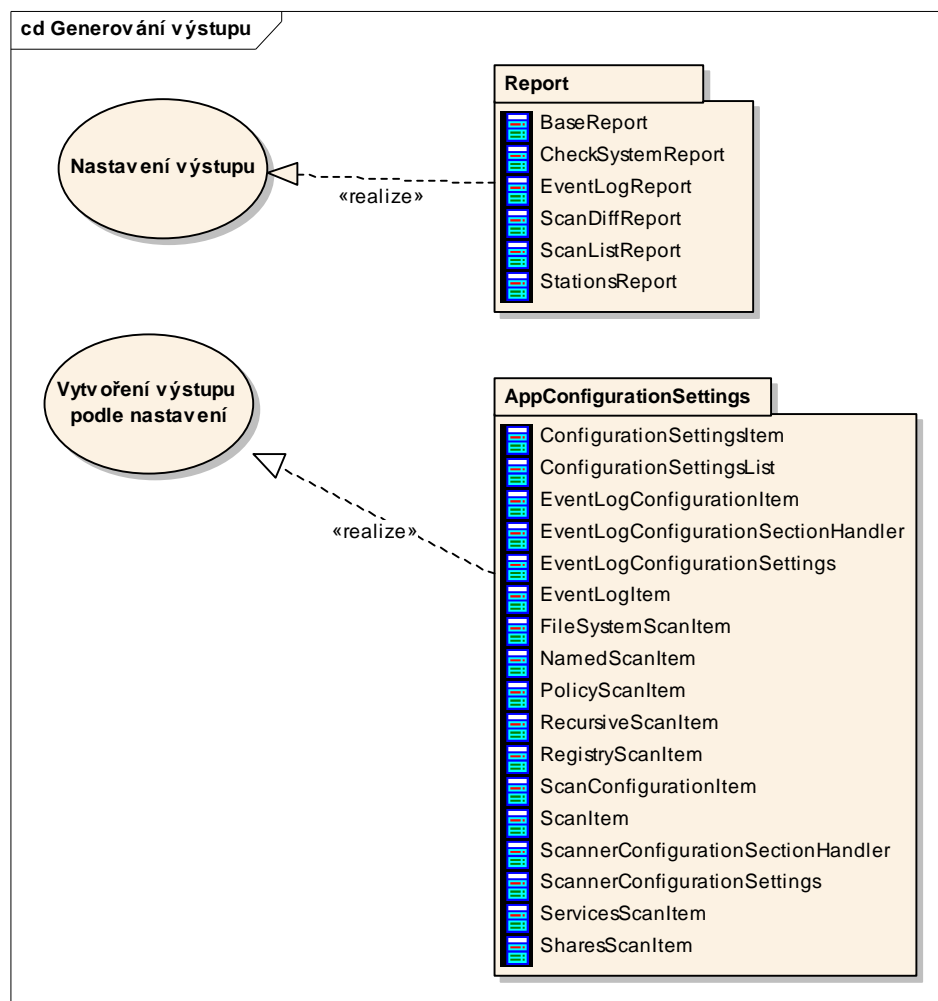 cd Generování výstupu
Nastavení výstupu
«realize»
Report
BaseReport
CheckSystemReport
EventLogReport
ScanDiffReport
ScanListReport
StationsReport
Vytvoření výstupu
podle nastavení
«realize»
AppConfigurationSettings
ConfigurationSettingsItem
ConfigurationSettingsList
EventLogConfigurationItem
EventLogConfigurationSectionHandler
EventLogConfigurationSettings
EventLogItem
FileSystemScanItem
NamedScanItem
PolicyScanItem
RecursiveScanItem
RegistryScanItem
ScanConfigurationItem
ScanItem
ScannerConfigurationSectionHandler
ScannerConfigurationSettings
ServicesScanItem
SharesScanItem